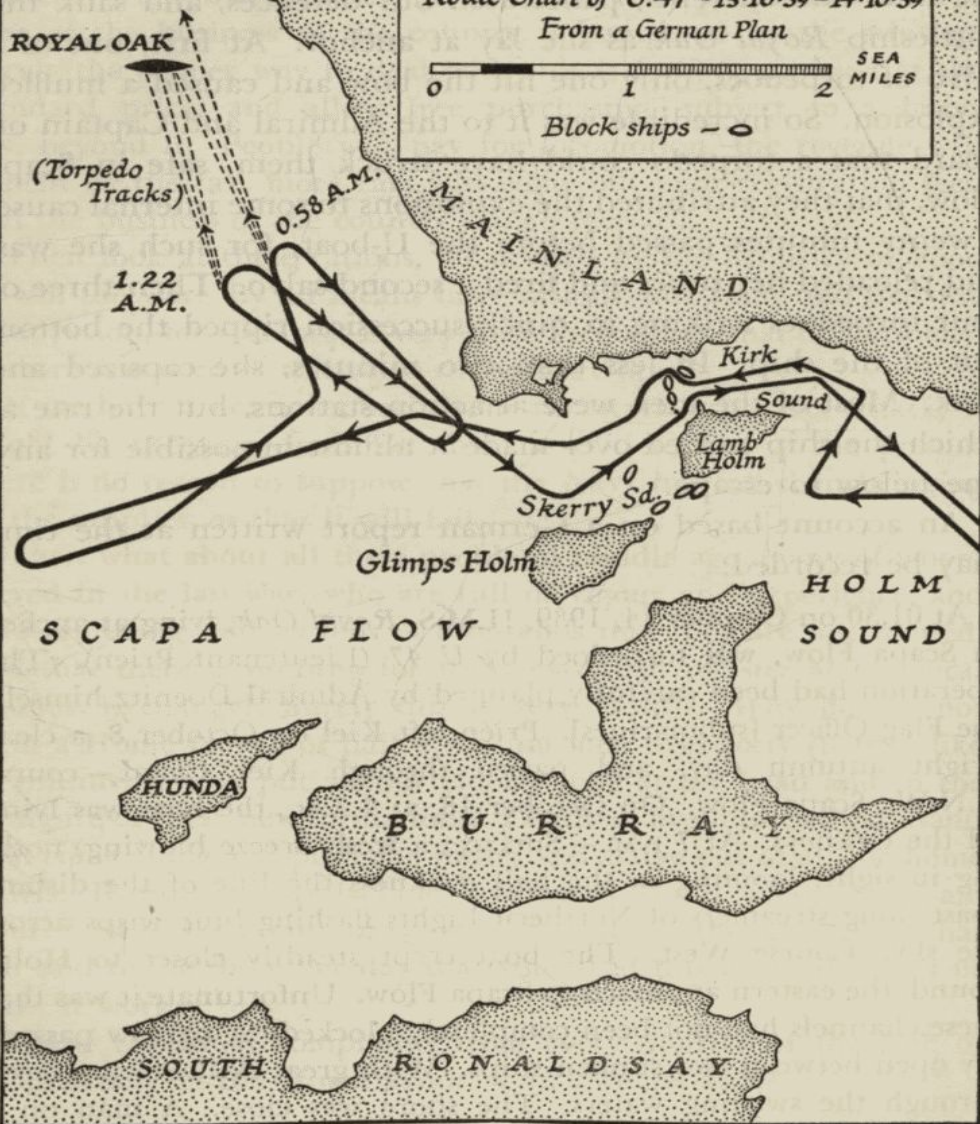 Route Chart of U.47 - 13·10·39-14·10·39
From a German Plan
SEA
MILES
0 1 2
Block ships –
ROYAL OAK
(Torpedo
Tracks)
0.58 A.M.
1.22
A.M.
MAINLAND
Kirk
Sound
Lamb
Holm
Skerry Sd.
Glimps Holm
HOLM
SOUND
SCAPA FLOW
HUNDA
BURRAY
SOUTH RONALDSAY